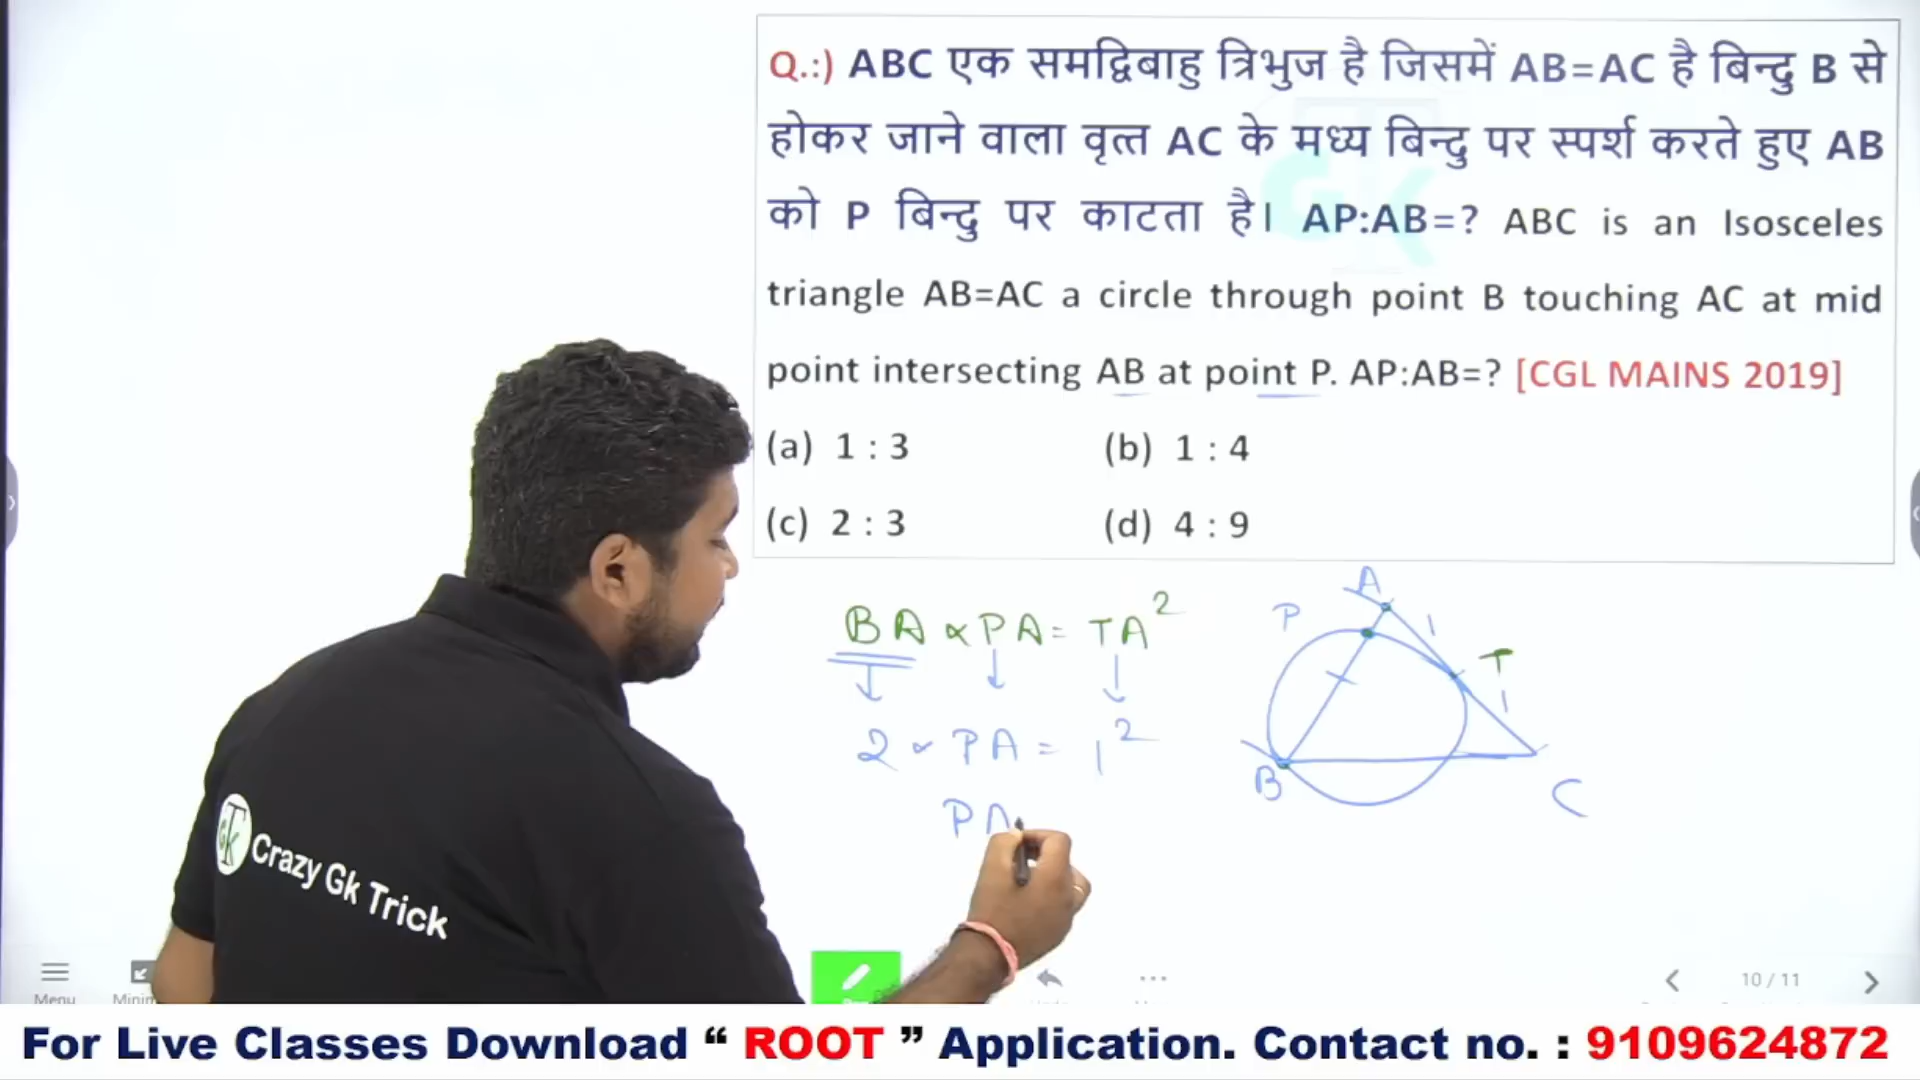 Q.:) ABC एक समद्विबाहु त्रिभुज है जिसमें AB=AC है बिन्दु B से
होकर जाने वाला वृत्त AC के मध्य बिन्दु पर स्पर्श करते हुए AB
को P बिन्दु पर काटता है। AP:AB=? ABC is an Isosceles
triangle AB=AC a circle through point B touching AC at mid
point intersecting AB at point P. AP:AB=? [CGL MAINS 2019]
(a) 1 : 3 (b) 1 : 4
(c) 2 : 3 (d) 4 : 9
A
P
1
BA × PA = TA²
T
1
2 × PA = 1²
B
C
PA
GTK Crazy Gk Trick
Menu
10 / 11
For Live Classes Download “ ROOT ” Application. Contact no. : 9109624872